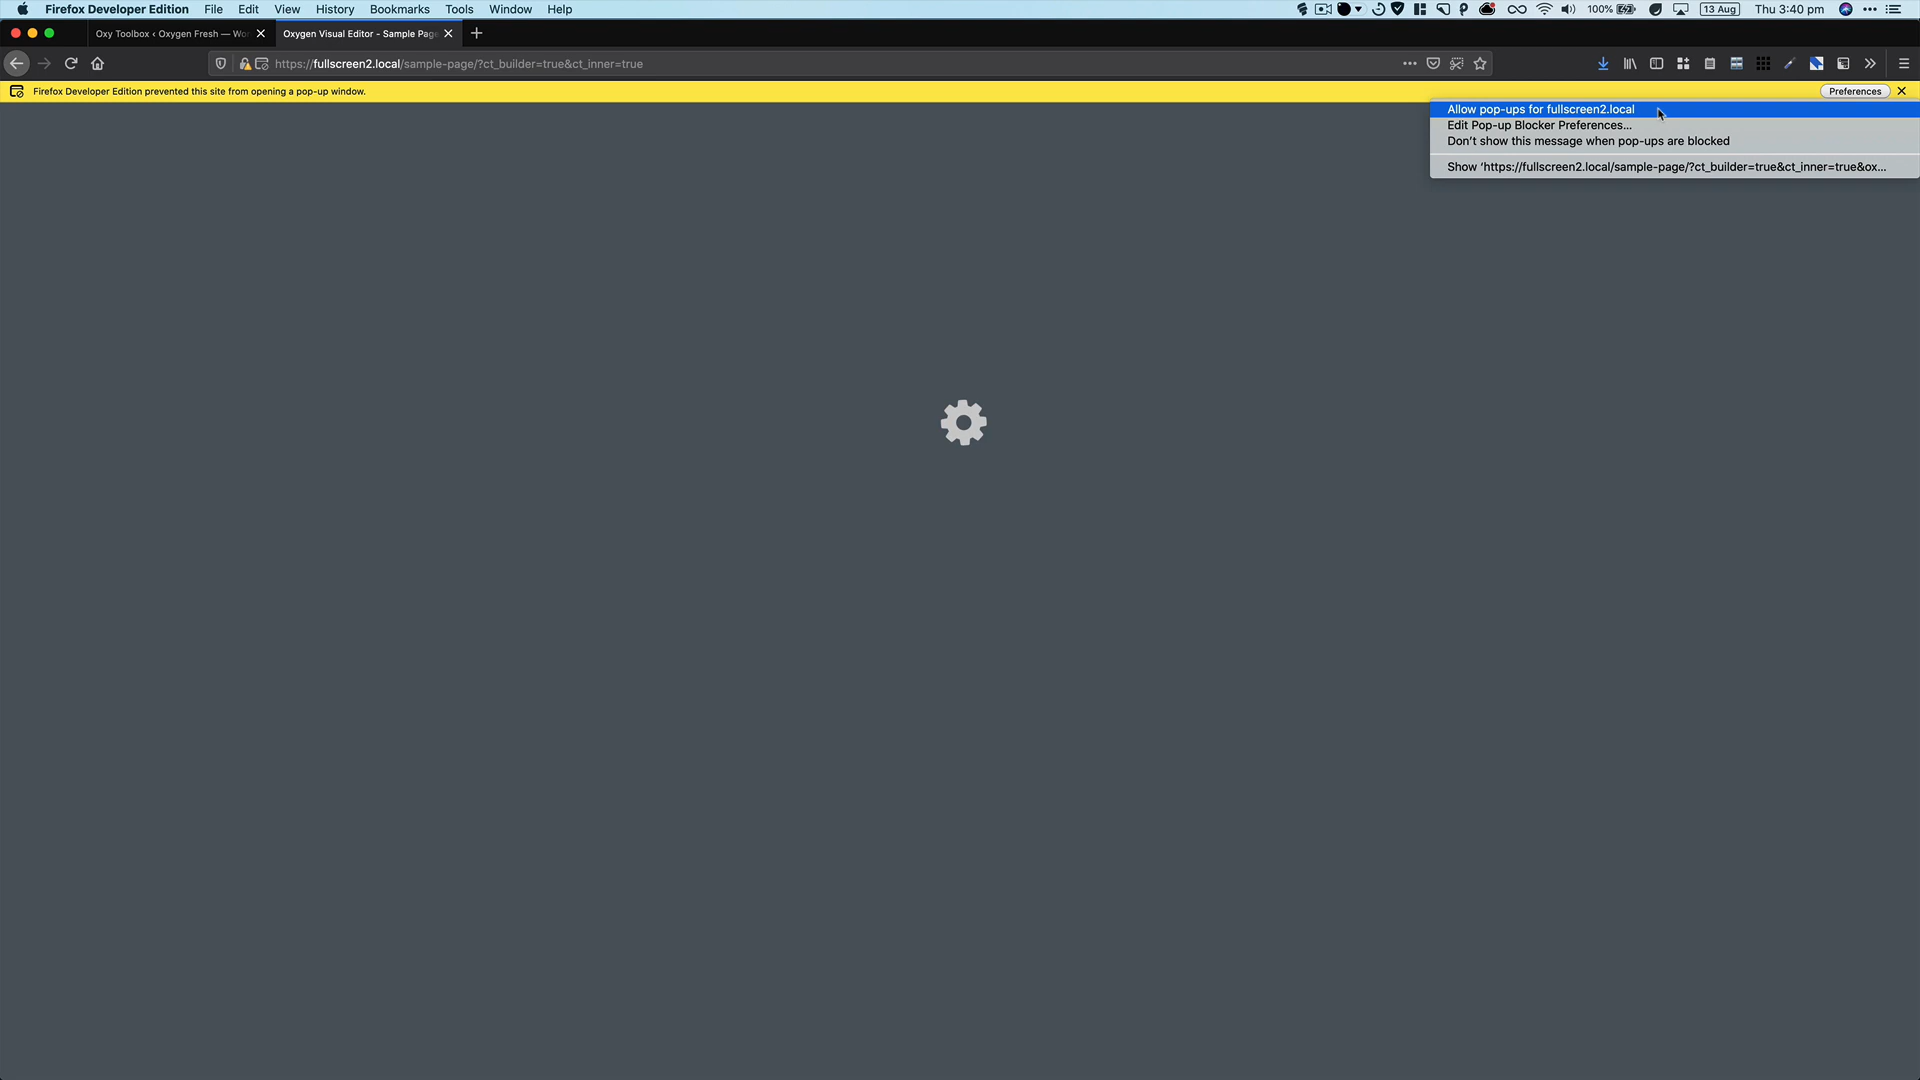 Firefox Developer Edition File Edit View History Bookmarks Tools Window Help 100% 13 Aug Thu 3:40 pm
Oxy Toolbox ‹ Oxygen Fresh — Wor Oxygen Visual Editor - Sample Page
https://fullscreen2.local/sample-page/?ct_builder=true&ct_inner=true
Firefox Developer Edition prevented this site from opening a pop-up window. Preferences
Allow pop-ups for fullscreen2.local
Edit Pop-up Blocker Preferences...
Don't show this message when pop-ups are blocked
Show 'https://fullscreen2.local/sample-page/?ct_builder=true&ct_inner=true&ox...